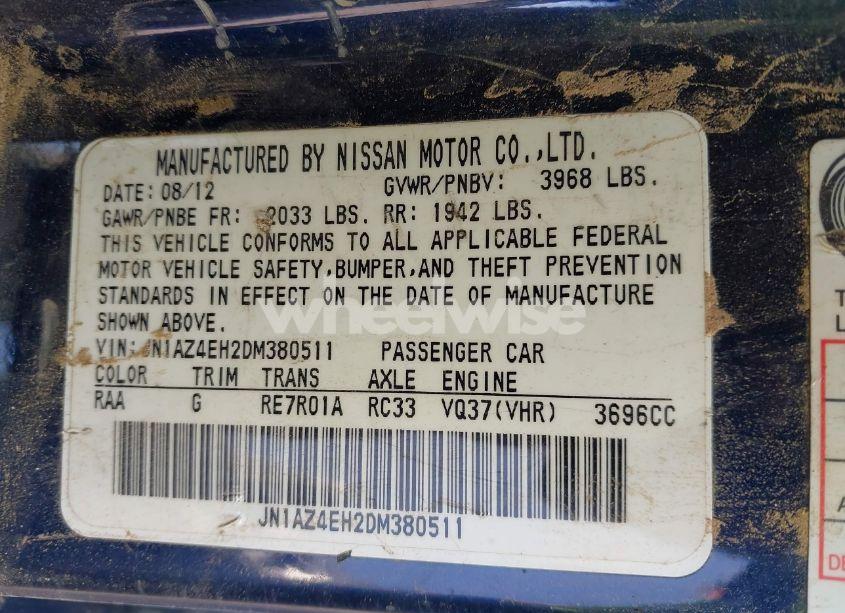 MANUFACTURED BY NISSAN MOTOR CO.,LTD.
DATE: 08/12 GVWR/PNBV: 3968 LBS.
GAWR/PNBE FR: 2033 LBS. RR: 1942 LBS.
THIS VEHICLE CONFORMS TO ALL APPLICABLE FEDERAL
MOTOR VEHICLE SAFETY,BUMPER,AND THEFT PREVENTION
STANDARDS IN EFFECT ON THE DATE OF MANUFACTURE
SHOWN ABOVE.
wheelwise
VIN: JN1AZ4EH2DM380511 PASSENGER CAR
COLOR TRIM TRANS AXLE ENGINE
RAA G RE7R01A RC33 VQ37(VHR) 3696CC
JN1AZ4EH2DM380511